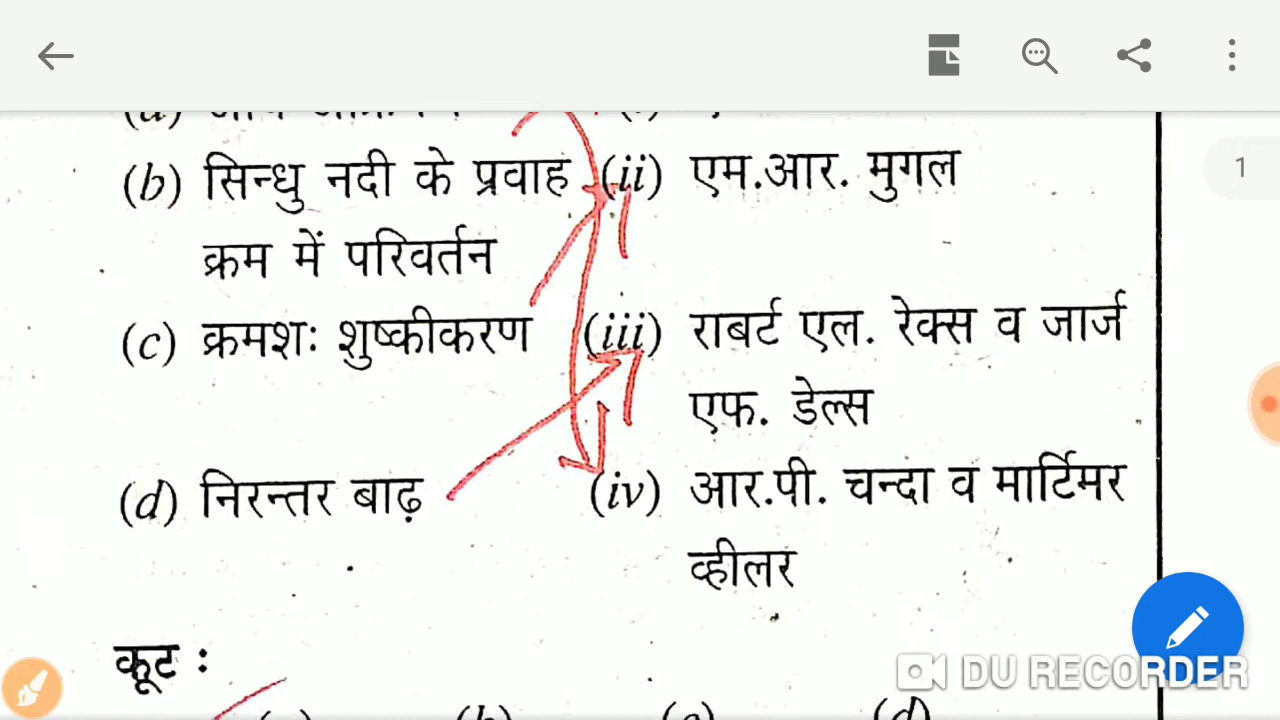 1
(b) सिन्धु नदी के प्रवाह (ii) एम.आर. मुगल
क्रम में परिवर्तन
(c) क्रमशः शुष्कीकरण (iii) राबर्ट एल. रेक्स व जार्ज
एफ. डेल्स
(d) निरन्तर बाढ़ (iv) आर.पी. चन्दा व मार्टिमर
व्हीलर
कूट :
(b) (c) (d)
DU RECORDER